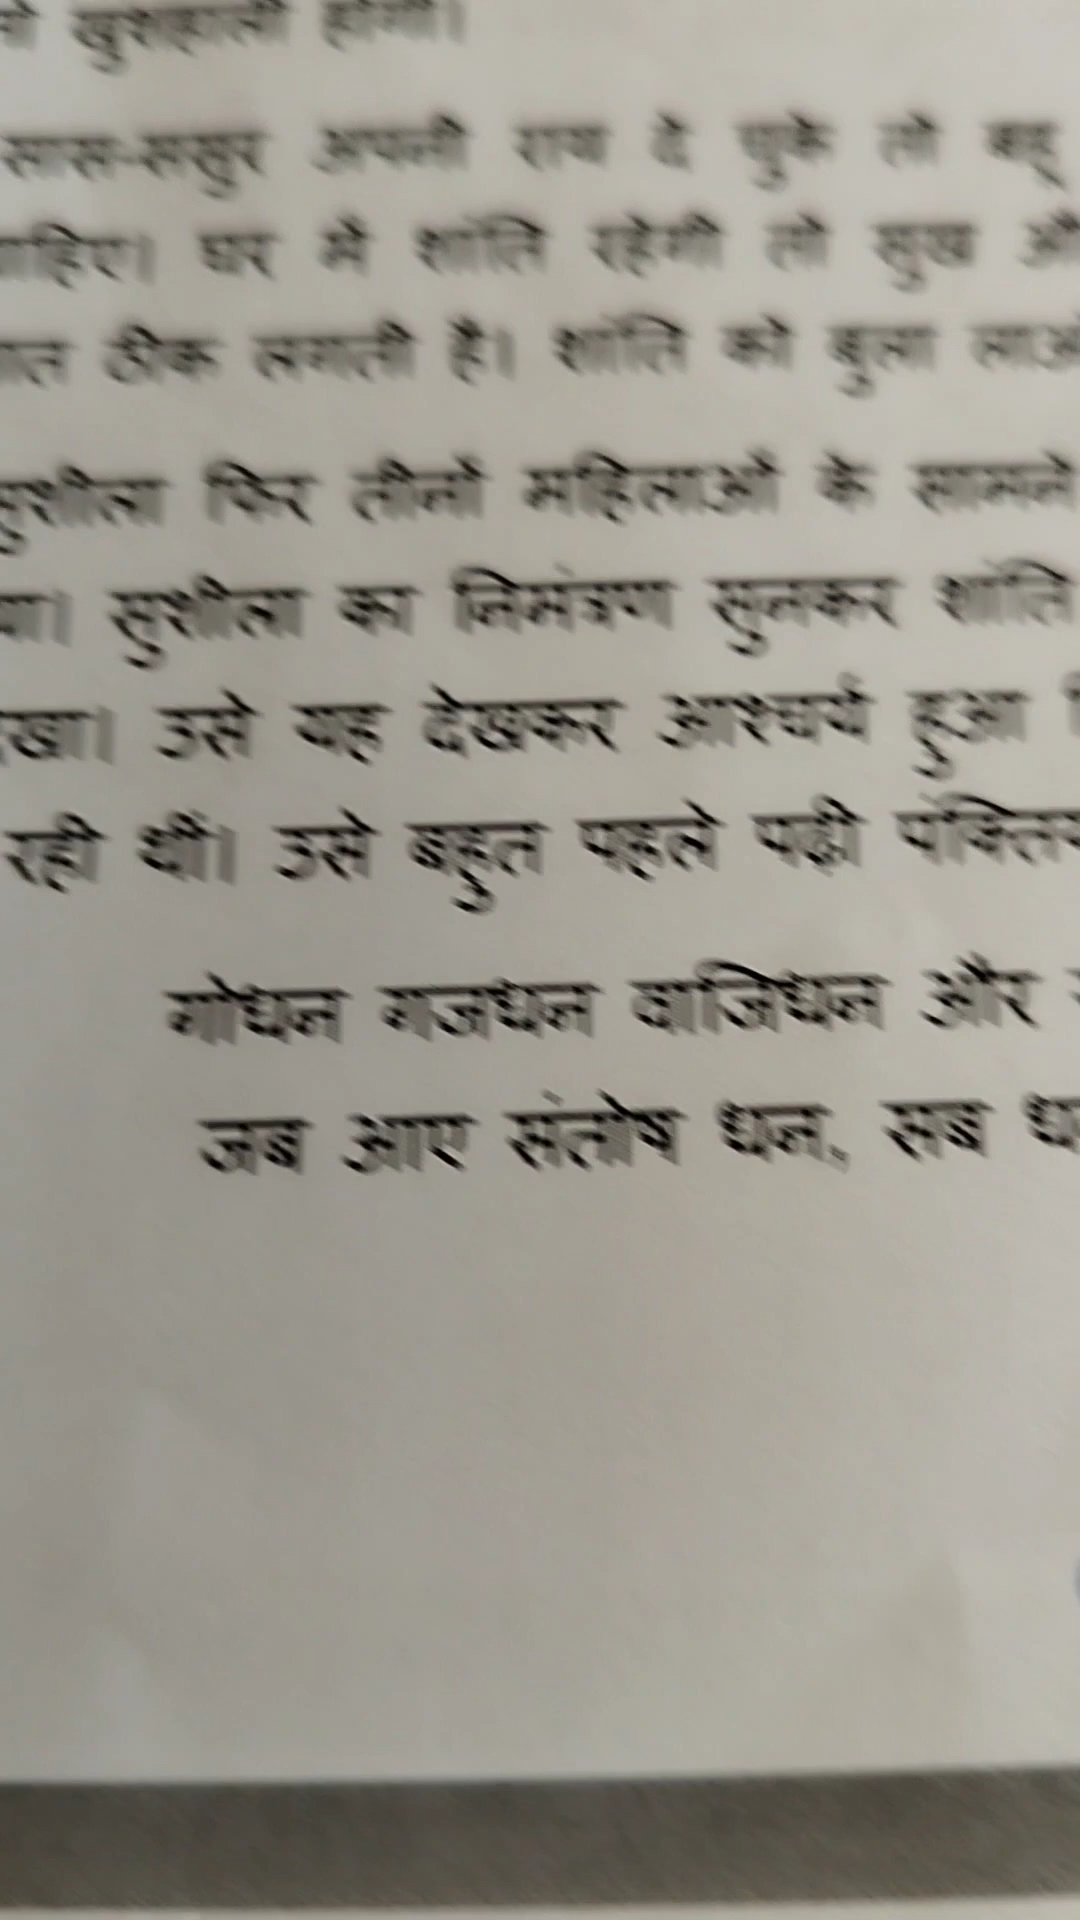 खुशहाली होगी।
सास-ससुर अपनी राय दे चुके तो बहू
घर में शांति रहेगी तो सुख
ठीक लगती है। शांति को बुला
सुशीला फिर तीनों महिलाओं के सामने
सुशीला का निमंत्रण सुनकर शांति
उसे यह देखकर आश्चर्य हुआ
रही थीं। उसे बहुत पहले पढ़ी
गोधन गजधन वाजिधन और
जब आए संतोष धन, सब